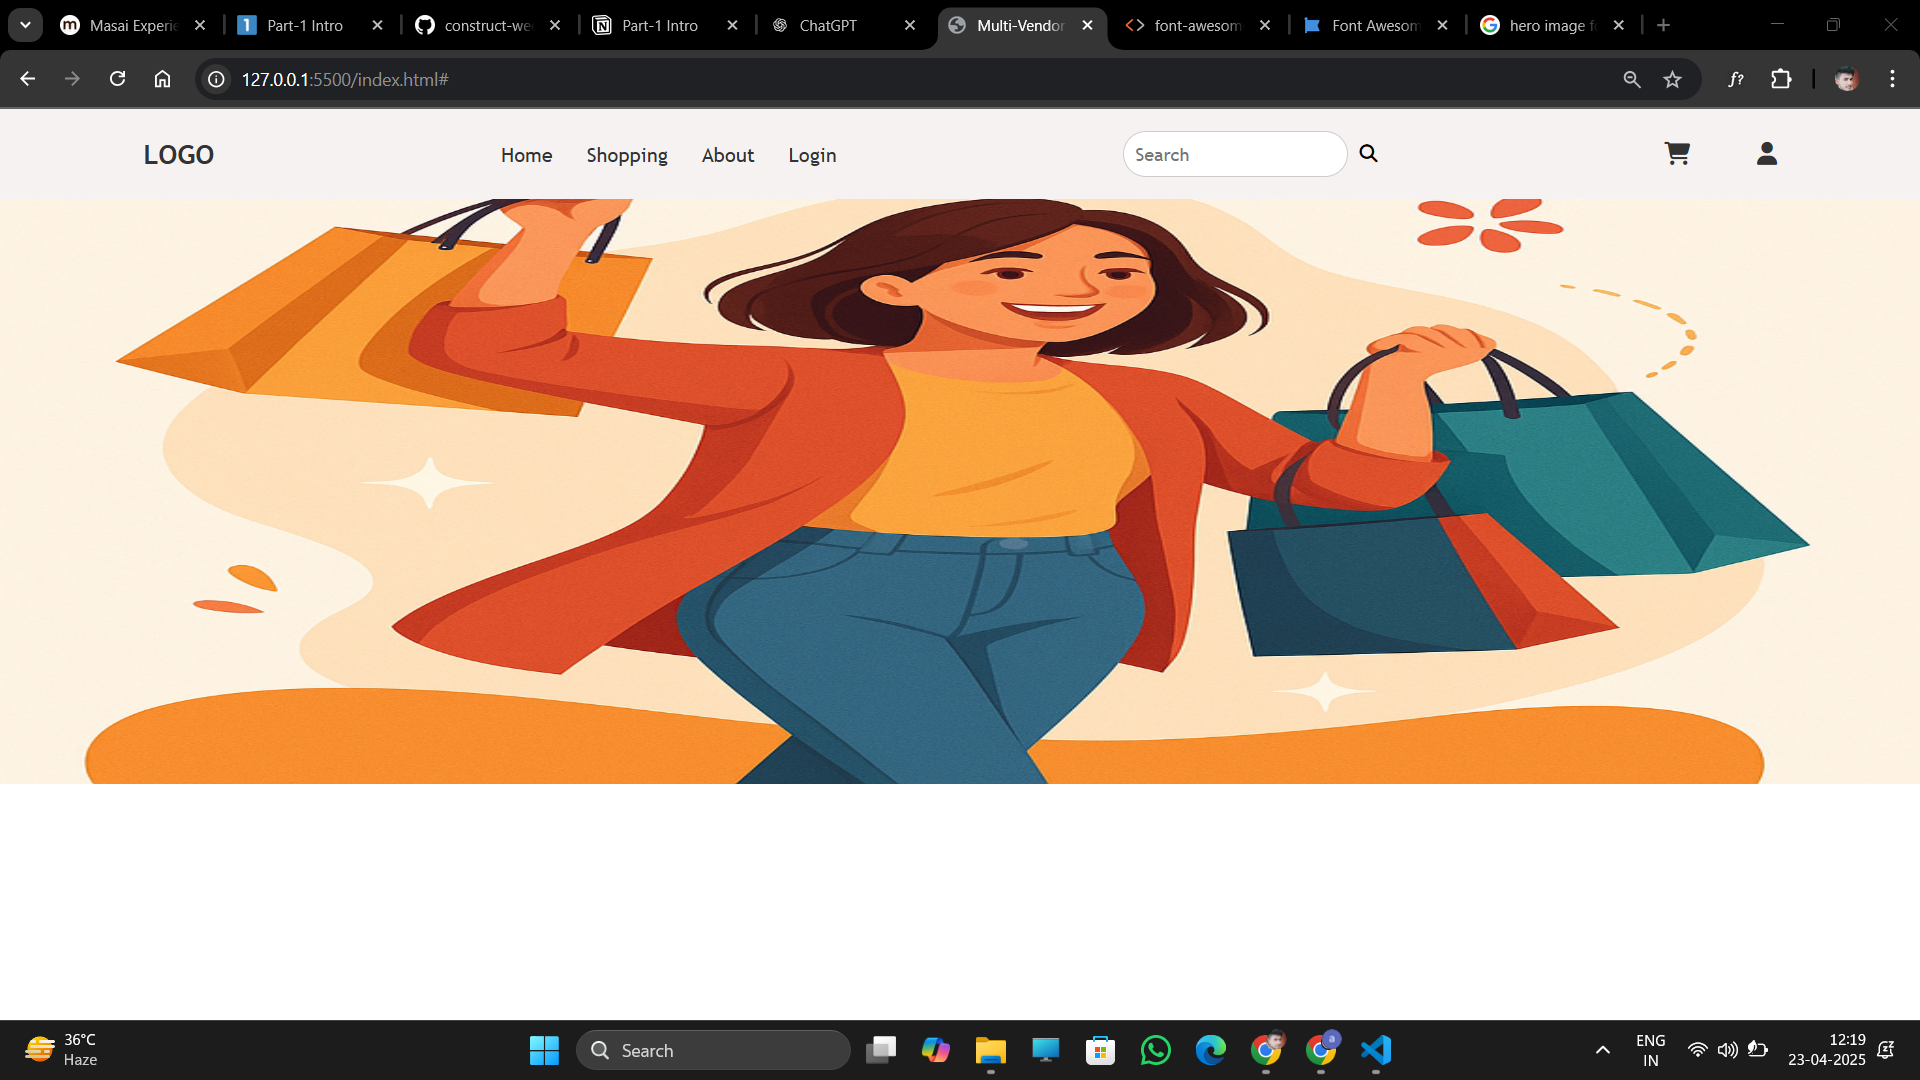 Masai Experie
Part-1 Intro
construct-wee
Part-1 Intro
ChatGPT
Multi-Vendor
font-awesom
Font Awesom
hero image f
127.0.0.1:5500/index.html#
f?
LOGO
Home Shopping About Login
Search
36°C
Haze
Search
ENG
IN
12:19
23-04-2025